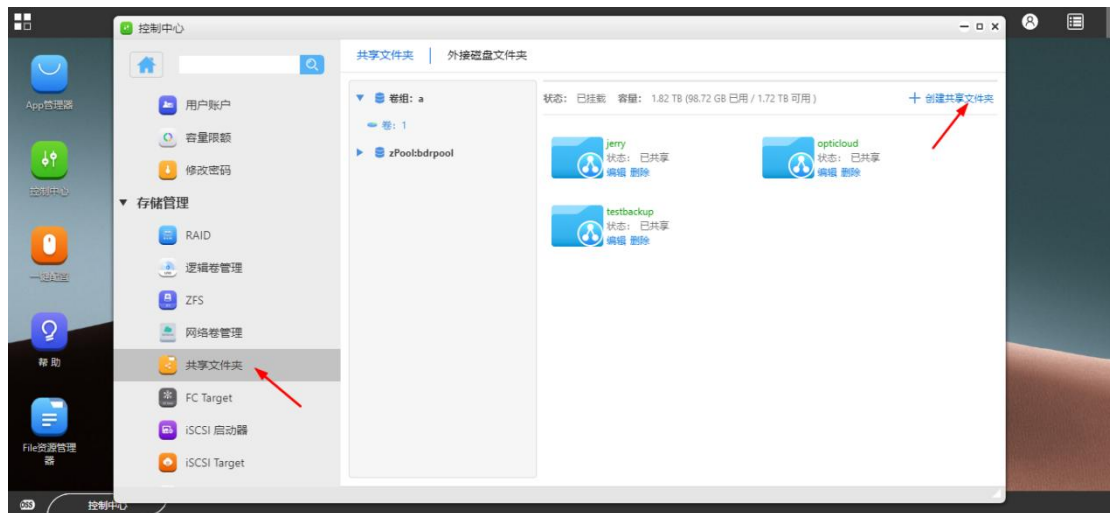 控制中心
App管理器
控制中心
一键配置
帮 助
File资源管理
器
用户账户
容量限额
修改密码
存储管理
RAID
逻辑卷管理
ZFS
网络卷管理
共享文件夹
FC Target
iSCSI 启动器
iSCSI Target
共享文件夹
外接磁盘文件夹
卷组: a
卷: 1
zPool:bdrpool
状态: 已挂载 容量: 1.82 TB (98.72 GB 已用 / 1.72 TB 可用 )
创建共享文件夹
jerry
状态: 已共享
编辑 删除
opticloud
状态: 已共享
编辑 删除
testbackup
状态: 已共享
编辑 删除
控制中心